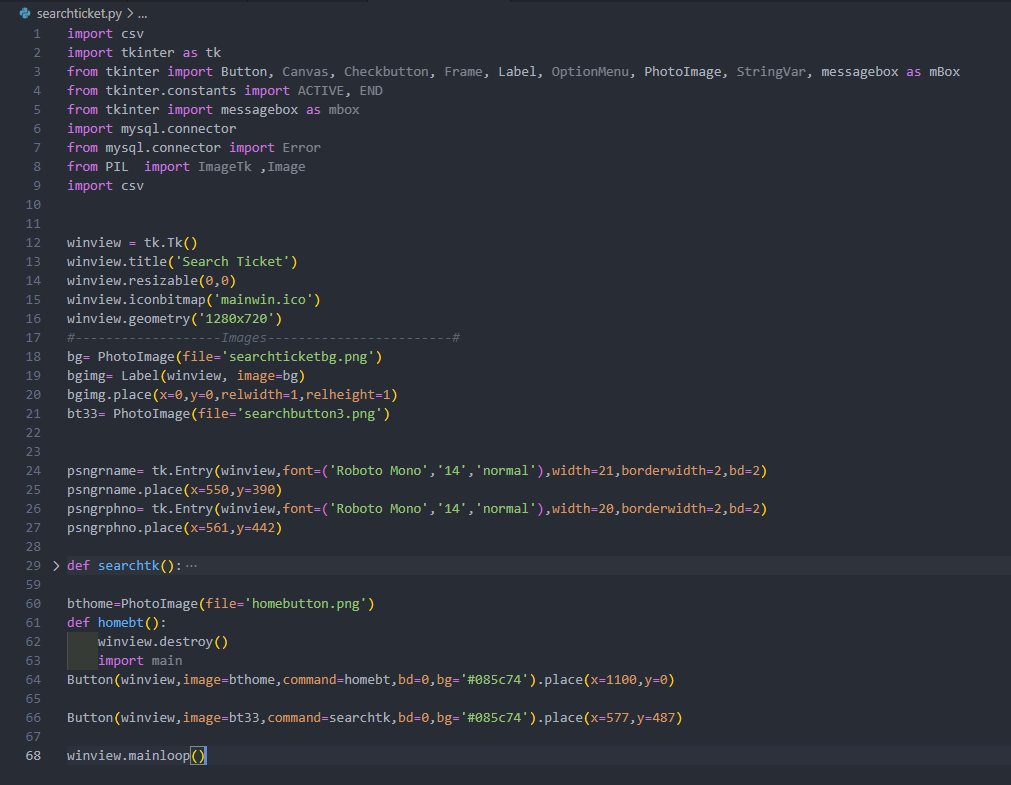 searchticket.py > ...
1 import csv
2 import tkinter as tk
3 from tkinter import Button, Canvas, Checkbutton, Frame, Label, OptionMenu, PhotoImage, StringVar, messagebox as mBox
4 from tkinter.constants import ACTIVE, END
5 from tkinter import messagebox as mbox
6 import mysql.connector
7 from mysql.connector import Error
8 from PIL  import ImageTk ,Image
9 import csv
10
11
12 winview = tk.Tk()
13 winview.title('Search Ticket')
14 winview.resizable(0,0)
15 winview.iconbitmap('mainwin.ico')
16 winview.geometry('1280x720')
17 #-------------------Images------------------------#
18 bg= PhotoImage(file='searchticketbg.png')
19 bgimg= Label(winview, image=bg)
20 bgimg.place(x=0,y=0,relwidth=1,relheight=1)
21 bt33= PhotoImage(file='searchbutton3.png')
22
23
24 psngrname= tk.Entry(winview,font=('Roboto Mono','14','normal'),width=21,borderwidth=2,bd=2)
25 psngrname.place(x=550,y=390)
26 psngrphno= tk.Entry(winview,font=('Roboto Mono','14','normal'),width=20,borderwidth=2,bd=2)
27 psngrphno.place(x=561,y=442)
28
29 > def searchtk():···
59
60 bthome=PhotoImage(file='homebutton.png')
61 def homebt():
62     winview.destroy()
63     import main
64 Button(winview,image=bthome,command=homebt,bd=0,bg='#085c74').place(x=1100,y=0)
65
66 Button(winview,image=bt33,command=searchtk,bd=0,bg='#085c74').place(x=577,y=487)
67
68 winview.mainloop()